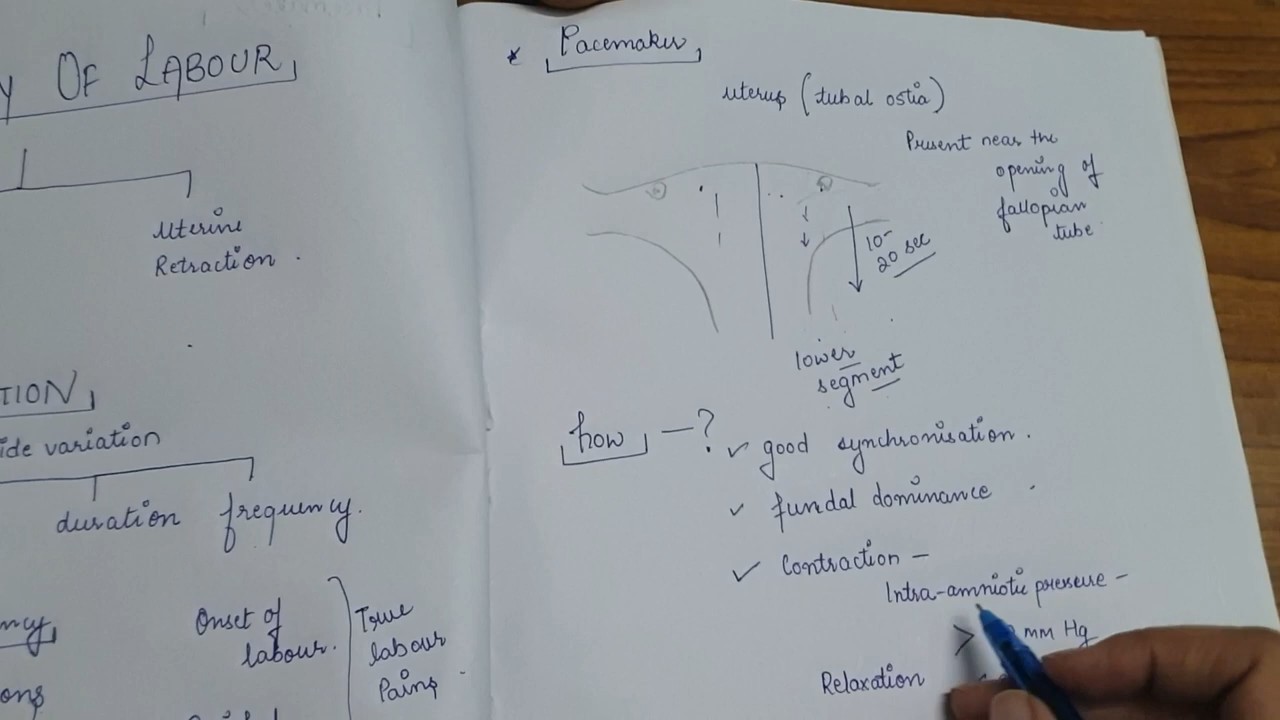 OF LABOUR
Uterine
Retraction .
TION
ide variation
duration frequency.
ncy
Onset of
labour.
True
labour
Pains
ons
* Pacemaker
uterus (tubal ostia)
Present near the
opening of
fallopian
tube
10-
20 sec
lower
segment
how — ?
✓ good synchronisation .
✓ fundal dominance .
✓ Contraction —
Intra-amniotic pressure —
> mm Hg
Relaxation